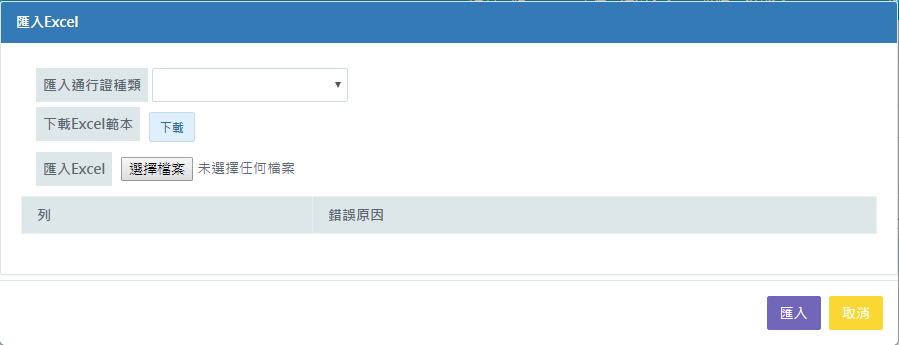 匯入Excel
匯入通行證種類
下載Excel範本 下載
匯入Excel 選擇檔案 未選擇任何檔案
列 錯誤原因
匯入 取消